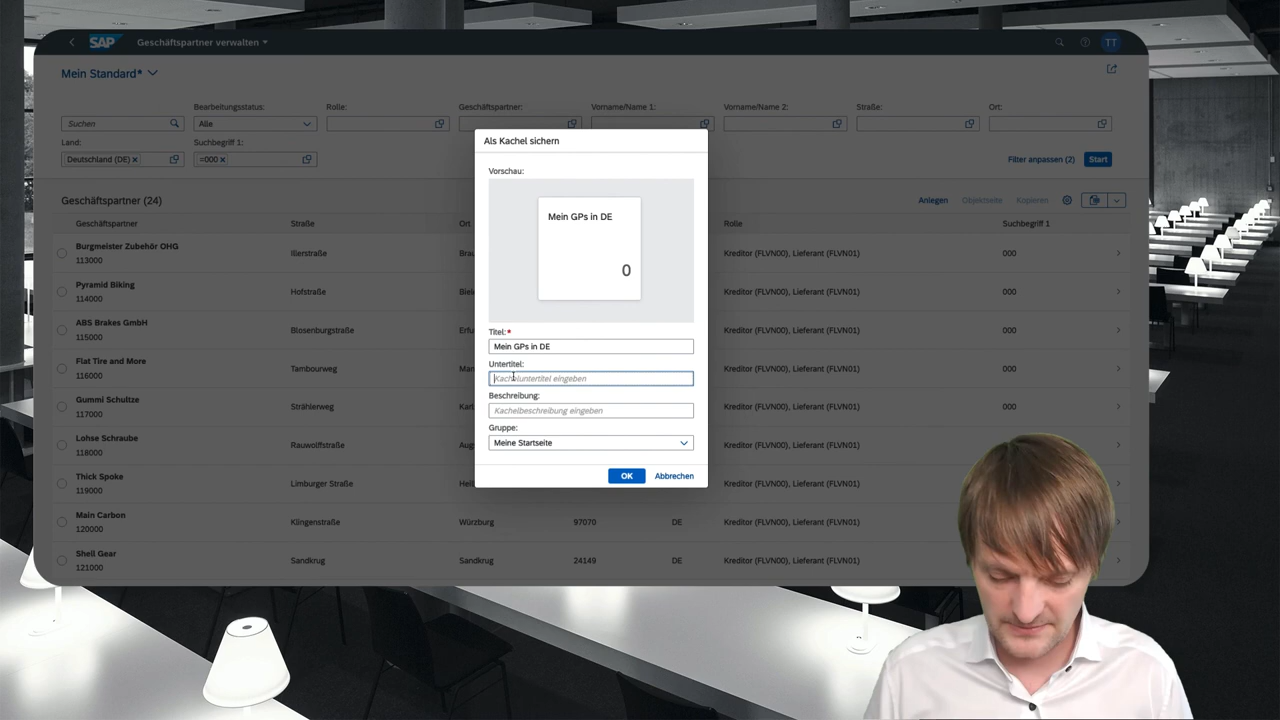 SAP
Geschäftspartner verwalten
TT
Mein Standard*
Bearbeitungsstatus:
Rolle:
Geschäftspartner:
Vorname/Name 1:
Vorname/Name 2:
Straße:
Ort:
Suchen
Alle
Land:
Suchbegriff 1:
Deutschland (DE)
=000
Filter anpassen (2)
Start
Geschäftspartner (24)
Anlegen
Objektseite
Kopieren
Geschäftspartner
Straße
Ort
Rolle
Suchbegriff 1
Burgmeister Zubehör OHG
113000
Illerstraße
Kreditor (FLVN00), Lieferant (FLVN01)
000
Pyramid Biking
114000
Hofstraße
Kreditor (FLVN00), Lieferant (FLVN01)
000
ABS Brakes GmbH
115000
Blosenburgstraße
Kreditor (FLVN00), Lieferant (FLVN01)
000
Flat Tire and More
116000
Tambourweg
Kreditor (FLVN00), Lieferant (FLVN01)
000
Gummi Schultze
117000
Strählerweg
Kreditor (FLVN00), Lieferant (FLVN01)
000
Lohse Schraube
118000
Rauwolffstraße
Kreditor (FLVN00), Lieferant (FLVN01)
Thick Spoke
119000
Limburger Straße
Kreditor (FLVN00), Lieferant (FLVN01)
Main Carbon
120000
Klingenstraße
Würzburg
97070
DE
Kreditor (FLVN00), Lieferant (FLVN01)
Shell Gear
121000
Sandkrug
Sandkrug
24149
DE
Kreditor (FLVN00), Lieferant (FLVN01)
Als Kachel sichern
Vorschau:
Mein GPs in DE
0
Titel:*
Mein GPs in DE
Untertitel:
Kacheluntertitel eingeben
Beschreibung:
Kachelbeschreibung eingeben
Gruppe:
Meine Startseite
OK
Abbrechen